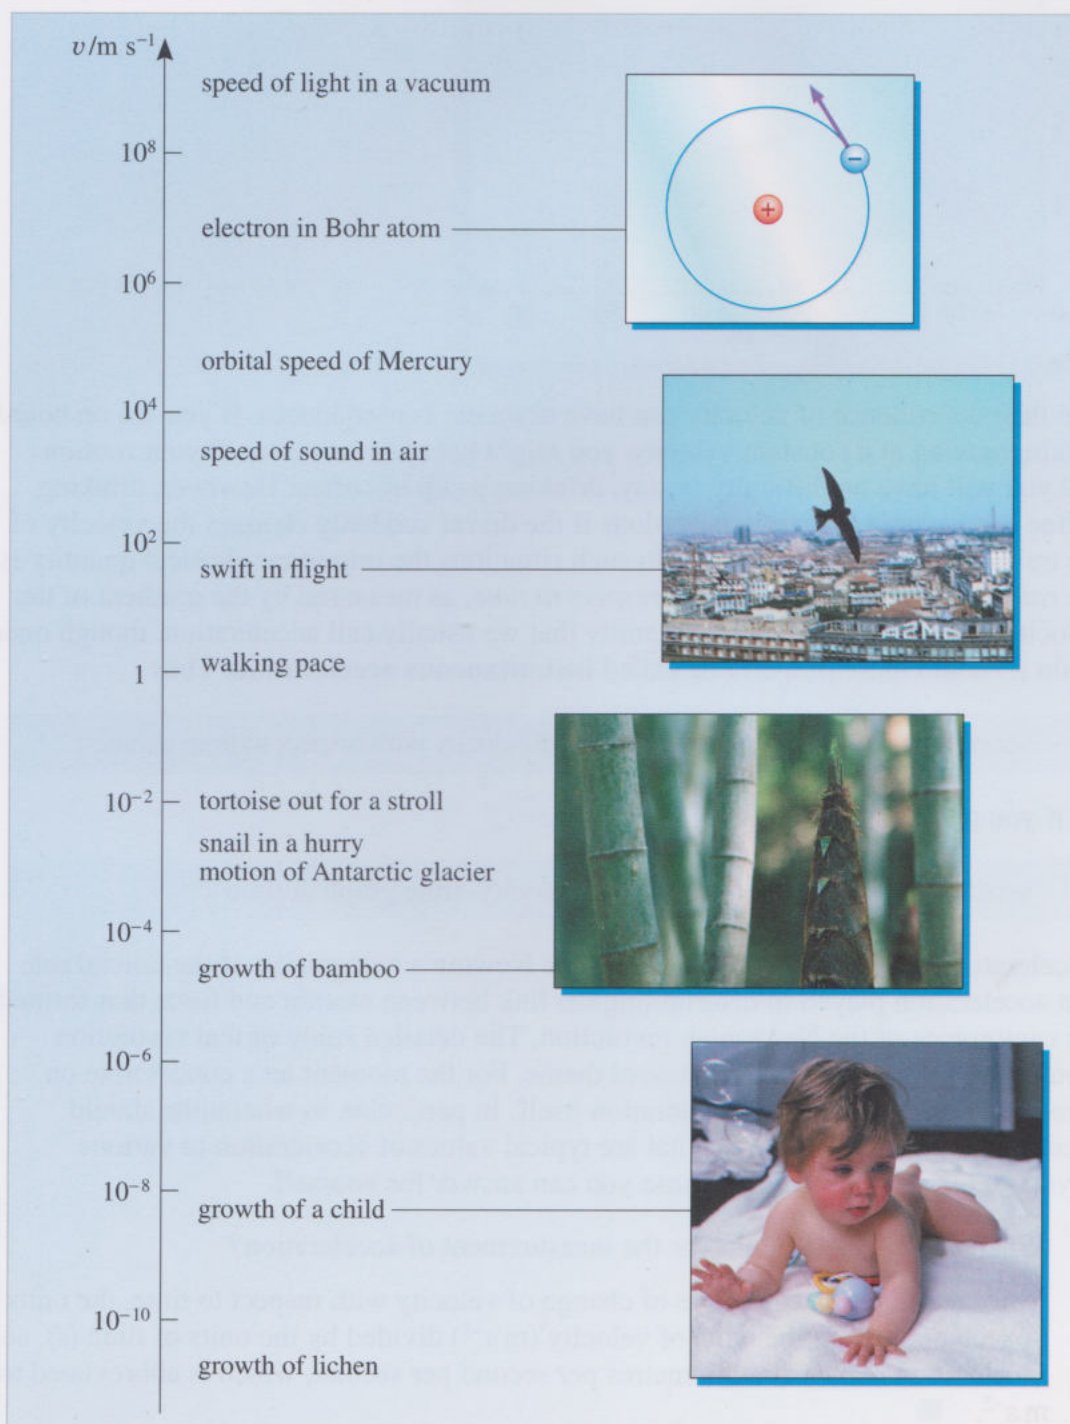 v/m s⁻¹
speed of light in a vacuum
10⁸
electron in Bohr atom
−
+
10⁶
orbital speed of Mercury
10⁴
speed of sound in air
10²
swift in flight
walking pace
1
10⁻²
tortoise out for a stroll
snail in a hurry
motion of Antarctic glacier
10⁻⁴
growth of bamboo
10⁻⁶
10⁻⁸
growth of a child
10⁻¹⁰
growth of lichen